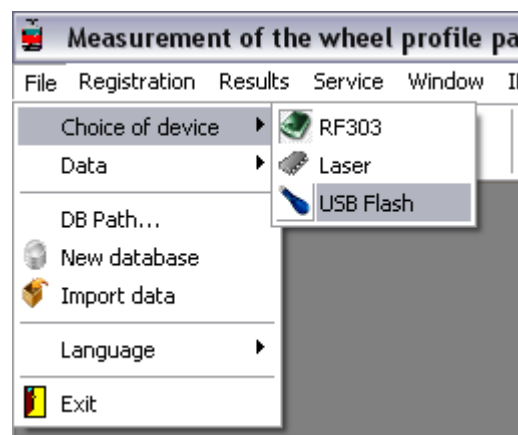 Measurement of the wheel profile pa
File Registration Results Service Window
Choice of device
RF303
Data
Laser
USB Flash
DB Path...
New database
Import data
Language
Exit